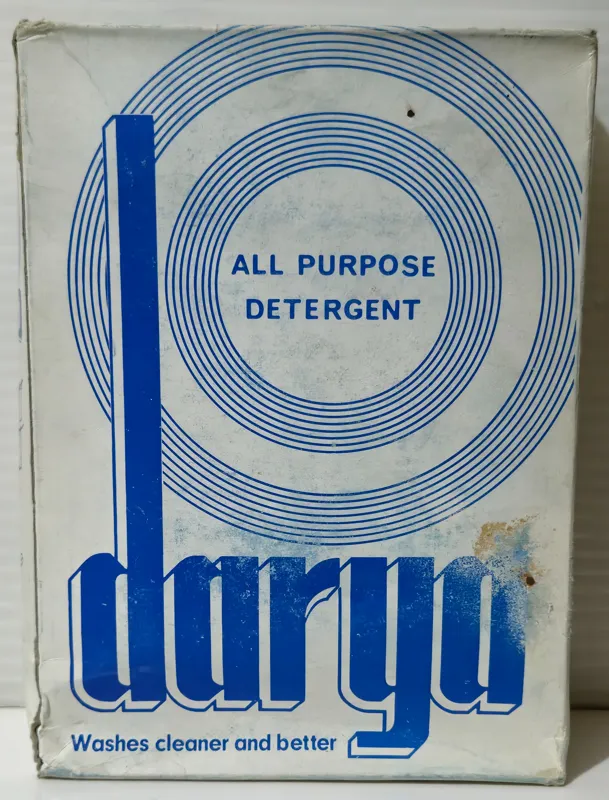 ALL PURPOSE
DETERGENT
darya
Washes cleaner and better